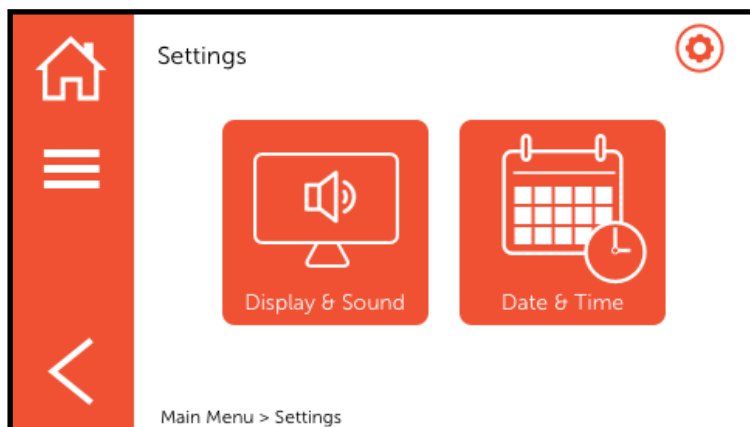 Settings
Display & Sound
Date & Time
Main Menu > Settings